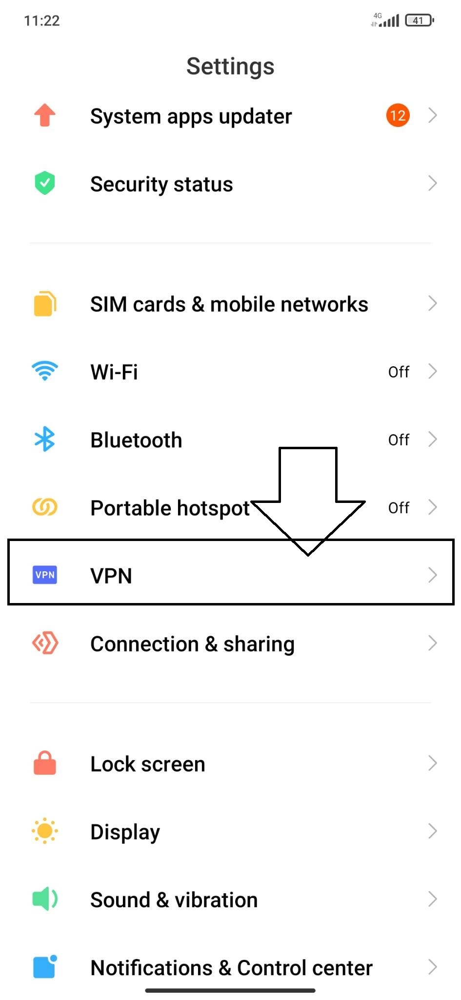 11:22
4G
41
Settings
System apps updater 12
Security status
SIM cards & mobile networks
Wi-Fi Off
Bluetooth Off
Portable hotspot Off
VPN VPN
Connection & sharing
Lock screen
Display
Sound & vibration
Notifications & Control center